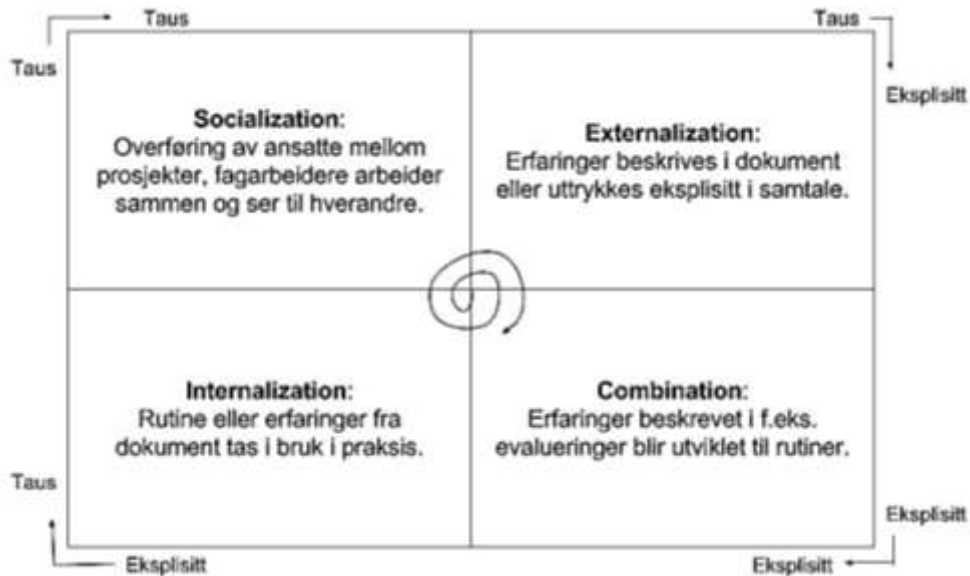 Taus
Taus
Taus
Eksplisitt
Socialization:
Overføring av ansatte mellom
prosjekter, fagarbeidere arbeider
sammen og ser til hverandre.
Externalization:
Erfaringer beskrives i dokument
eller uttrykkes eksplisitt i samtale.
Internalization:
Rutine eller erfaringer fra
dokument tas i bruk i praksis.
Combination:
Erfaringer beskrevet i f.eks.
evalueringer blir utviklet til rutiner.
Taus
Eksplisitt
Eksplisitt
Eksplisitt